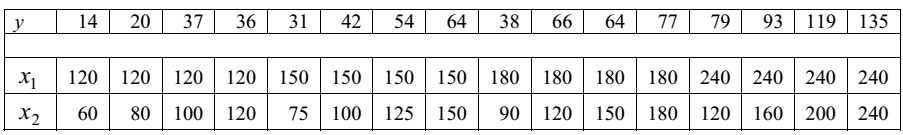 y 14 20 37 36 31 42 54 64 38 66 64 77 79 93 119 135
x₁ 120 120 120 120 150 150 150 150 180 180 180 180 240 240 240 240
x₂ 60 80 100 120 75 100 125 150 90 120 150 180 120 160 200 240